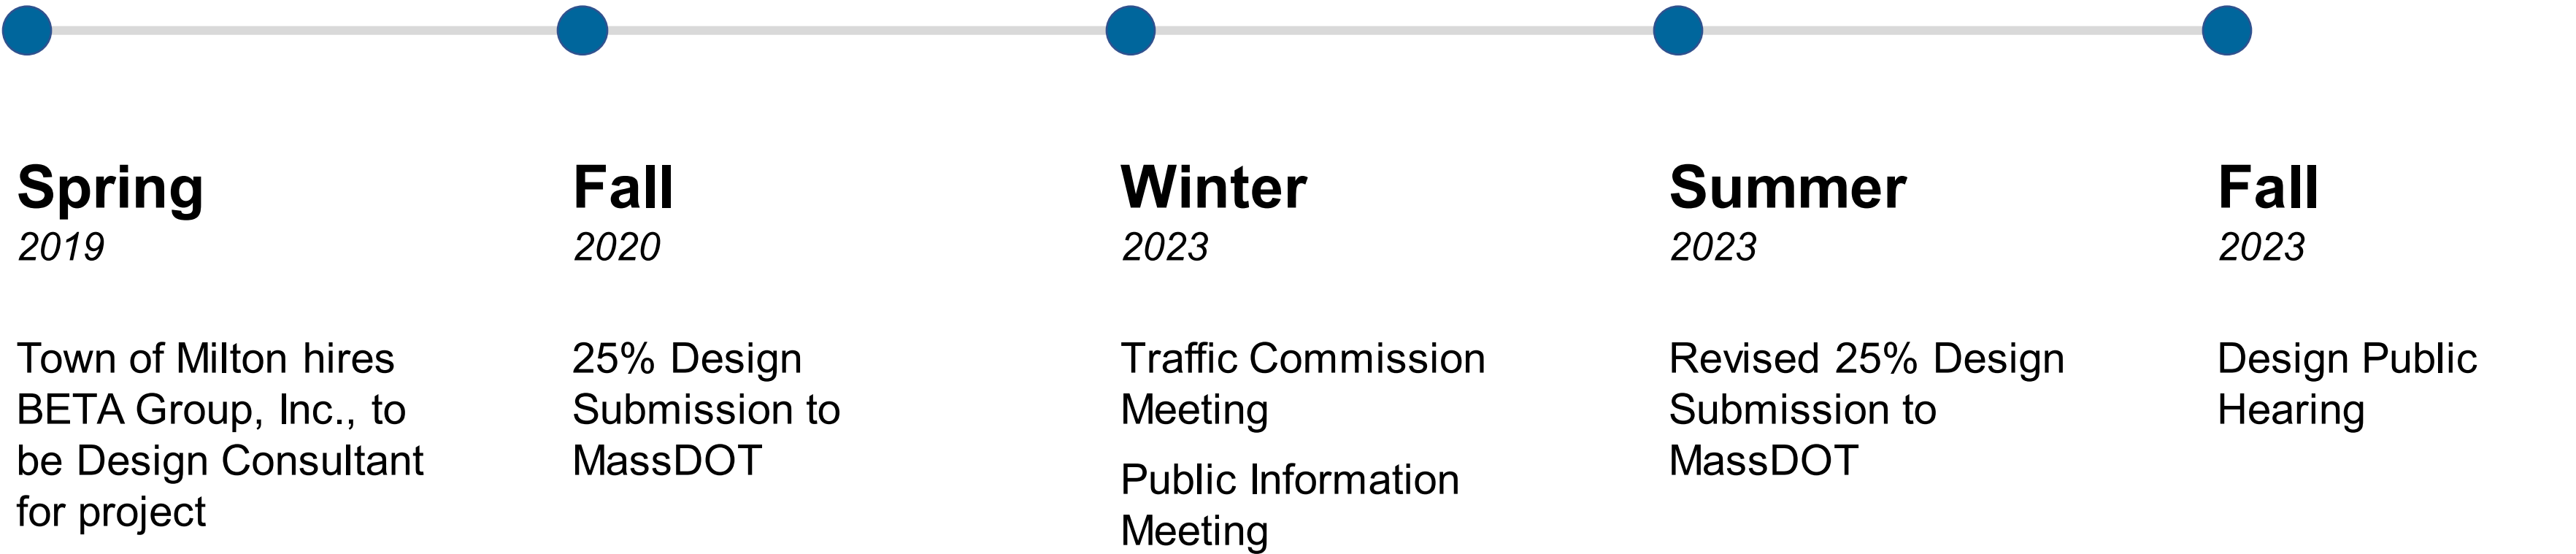 Spring
2019
Town of Milton hires
BETA Group, Inc., to
be Design Consultant
for project
Fall
2020
25% Design
Submission to
MassDOT
Winter
2023
Traffic Commission
Meeting
Public Information
Meeting
Summer
2023
Revised 25% Design
Submission to
MassDOT
Fall
2023
Design Public
Hearing